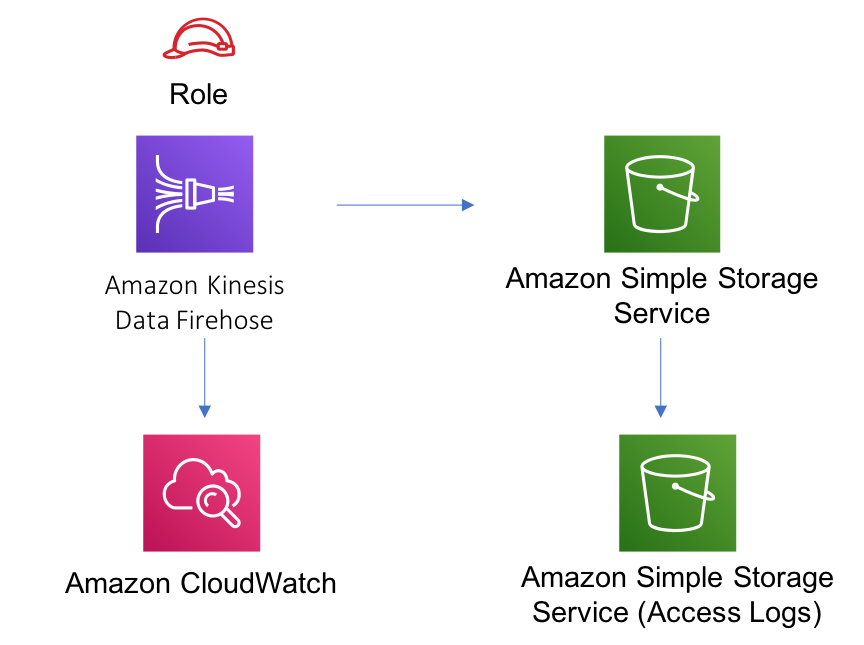 Role
Amazon Kinesis
Data Firehose
Amazon Simple Storage
Service
Amazon CloudWatch
Amazon Simple Storage
Service (Access Logs)